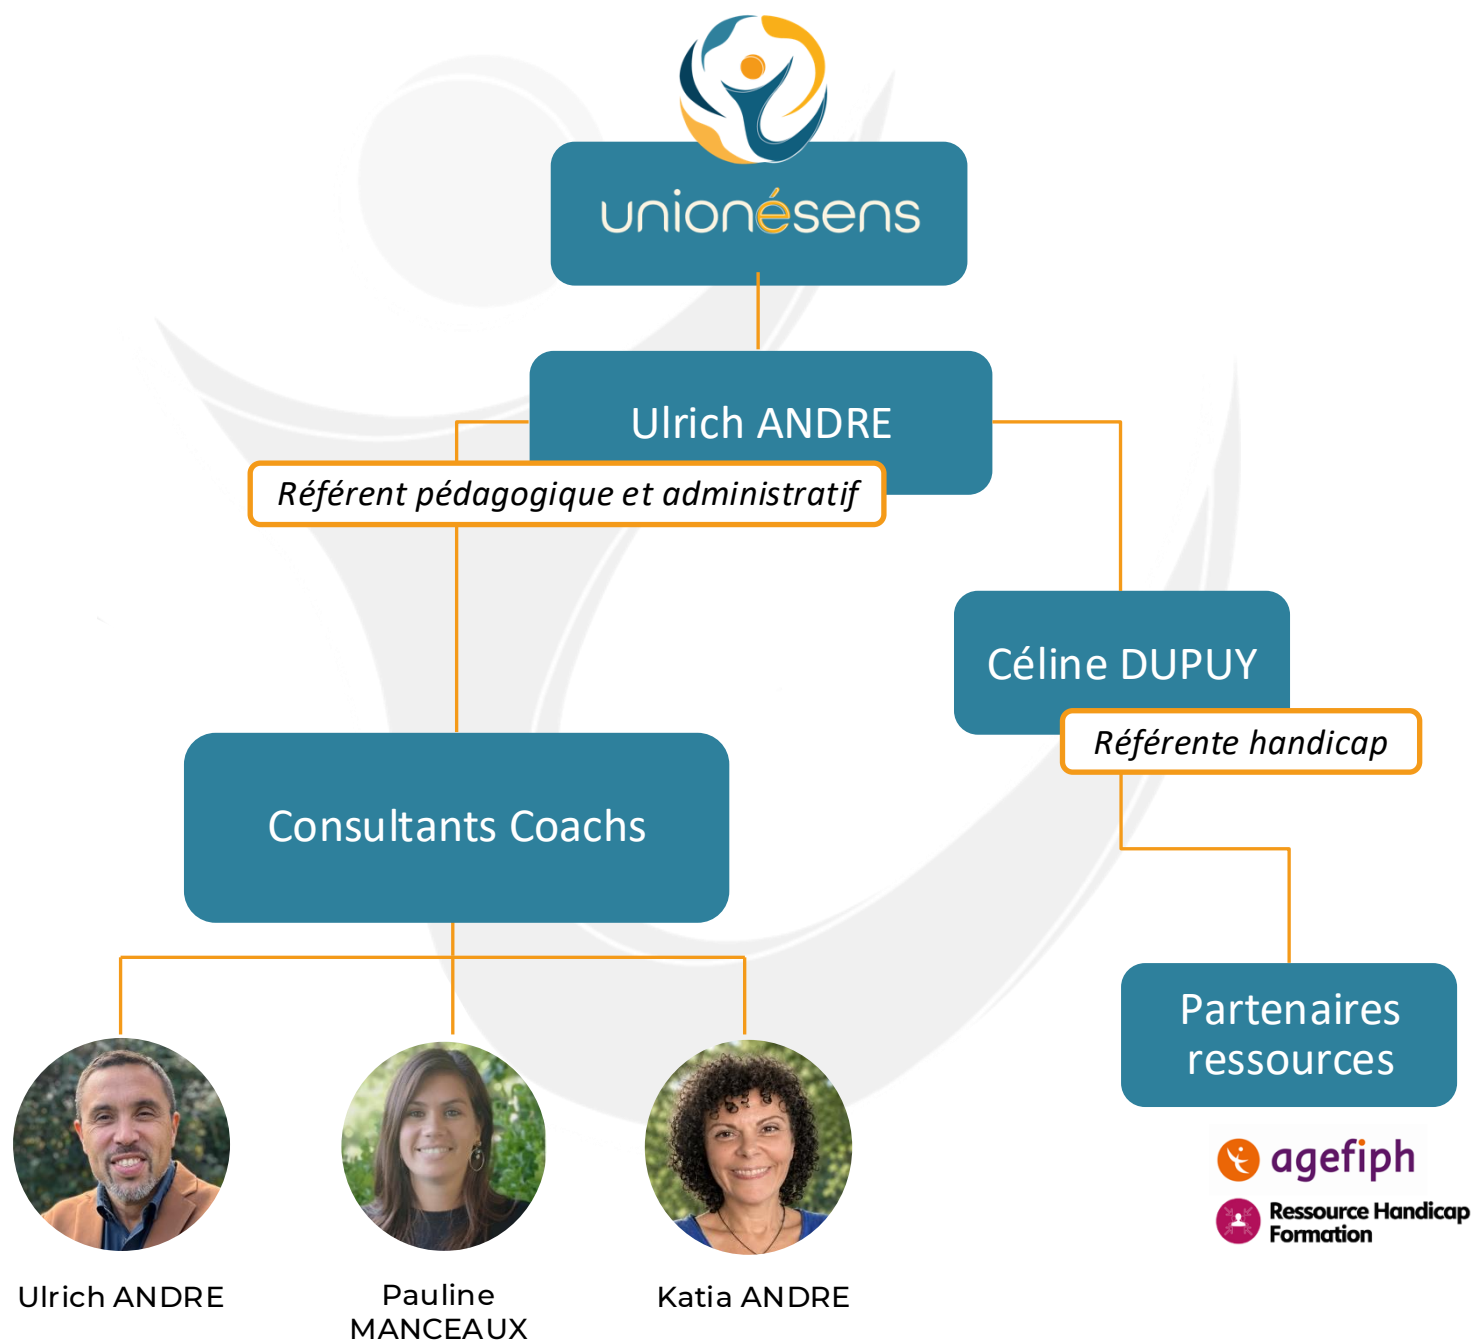 unionésens
Ulrich ANDRE
Référent pédagogique et administratif
Céline DUPUY
Référente handicap
Consultants Coachs
Partenaires
ressources
agefiph
Ressource Handicap
Formation
Ulrich ANDRE
Pauline
MANCEAUX
Katia ANDRE